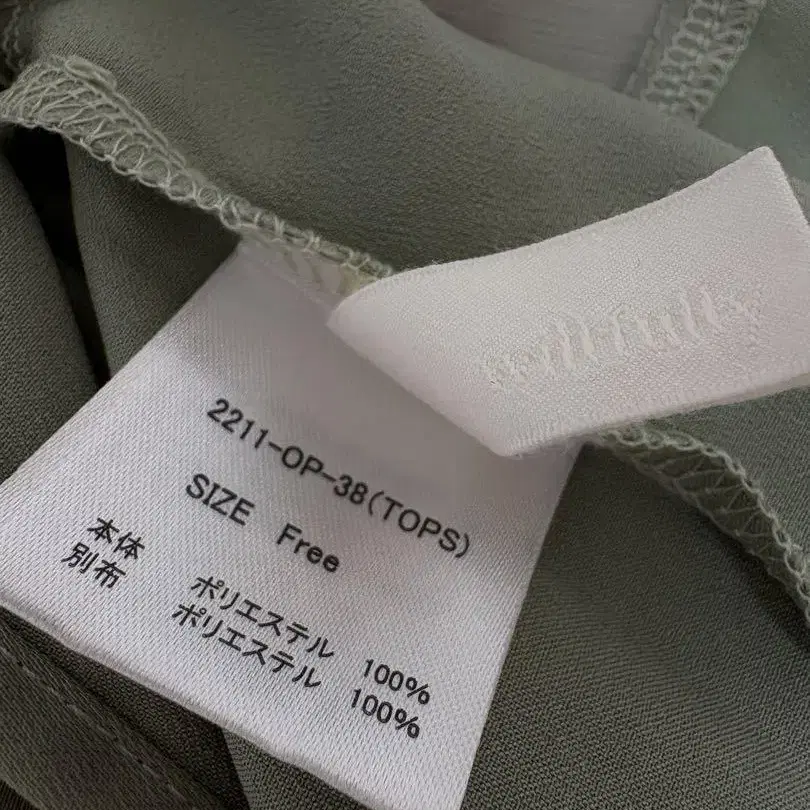 2211-OP-38(TOPS)
SIZE Free
本体 ポリエステル 100%
別布 ポリエステル 100%